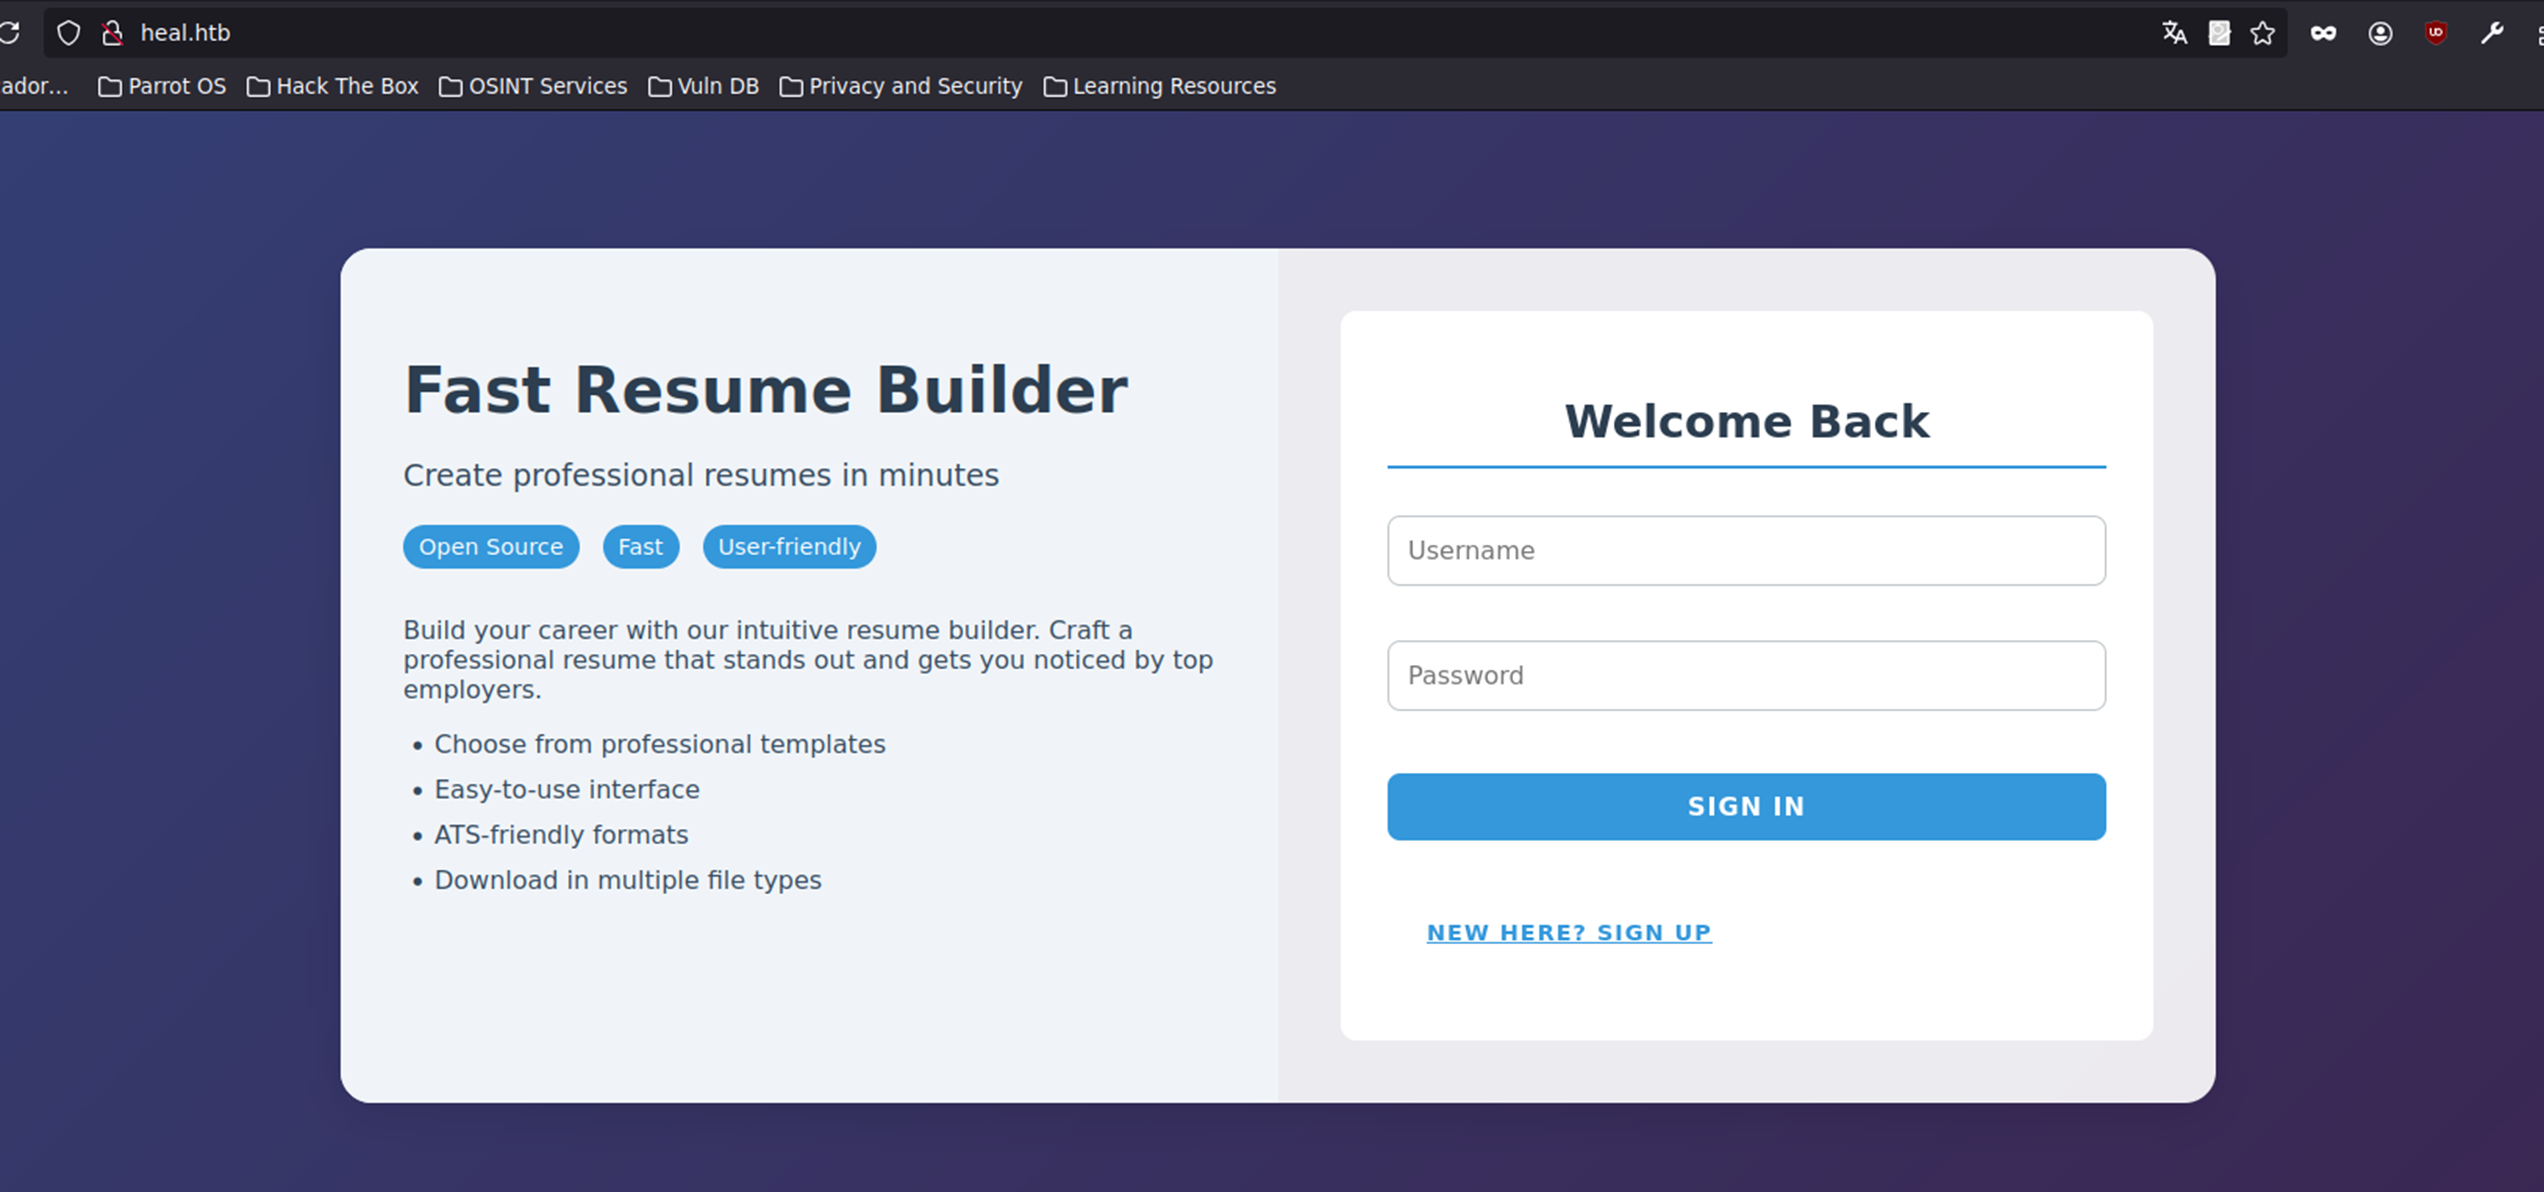 heal.htb
ador...
Parrot OS
Hack The Box
OSINT Services
Vuln DB
Privacy and Security
Learning Resources
Fast Resume Builder
Create professional resumes in minutes
Open Source
Fast
User-friendly
Build your career with our intuitive resume builder. Craft a
professional resume that stands out and gets you noticed by top
employers.
• Choose from professional templates
• Easy-to-use interface
• ATS-friendly formats
• Download in multiple file types
Welcome Back
Username
Password
SIGN IN
NEW HERE? SIGN UP